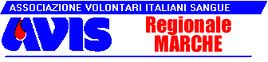 ASSOCIAZIONE VOLONTARI ITALIANI SANGUE
AVIS
Regionale
MARCHE